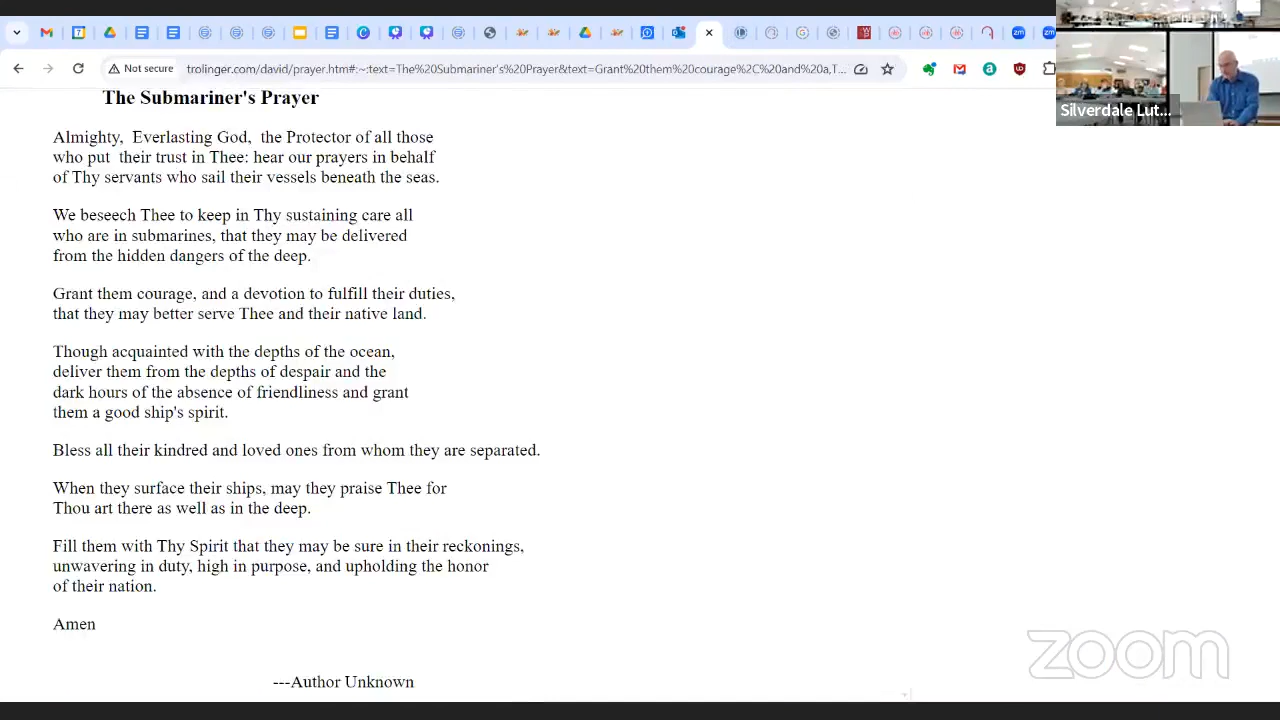 Not secure
trolinger.com/david/prayer.htm#:~:text=The%20Submariner's%20Prayer&text=Grant%20them%20courage%2C%20and%20a,T...
Silverdale Lut...
The Submariner's Prayer
Almighty,  Everlasting God,  the Protector of all those
who put  their trust in Thee: hear our prayers in behalf
of Thy servants who sail their vessels beneath the seas.
We beseech Thee to keep in Thy sustaining care all
who are in submarines, that they may be delivered
from the hidden dangers of the deep.
Grant them courage, and a devotion to fulfill their duties,
that they may better serve Thee and their native land.
Though acquainted with the depths of the ocean,
deliver them from the depths of despair and the
dark hours of the absence of friendliness and grant
them a good ship's spirit.
Bless all their kindred and loved ones from whom they are separated.
When they surface their ships, may they praise Thee for
Thou art there as well as in the deep.
Fill them with Thy Spirit that they may be sure in their reckonings,
unwavering in duty, high in purpose, and upholding the honor
of their nation.
Amen
---Author Unknown
zoom